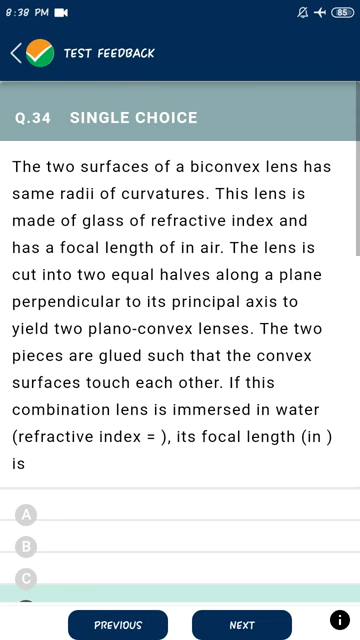 8:38 PM
85
TEST FEEDBACK
Q.34 SINGLE CHOICE
The two surfaces of a biconvex lens has
same radii of curvatures. This lens is
made of glass of refractive index and
has a focal length of in air. The lens is
cut into two equal halves along a plane
perpendicular to its principal axis to
yield two plano-convex lenses. The two
pieces are glued such that the convex
surfaces touch each other. If this
combination lens is immersed in water
(refractive index = ), its focal length (in )
is
A
B
C
PREVIOUS NEXT
i